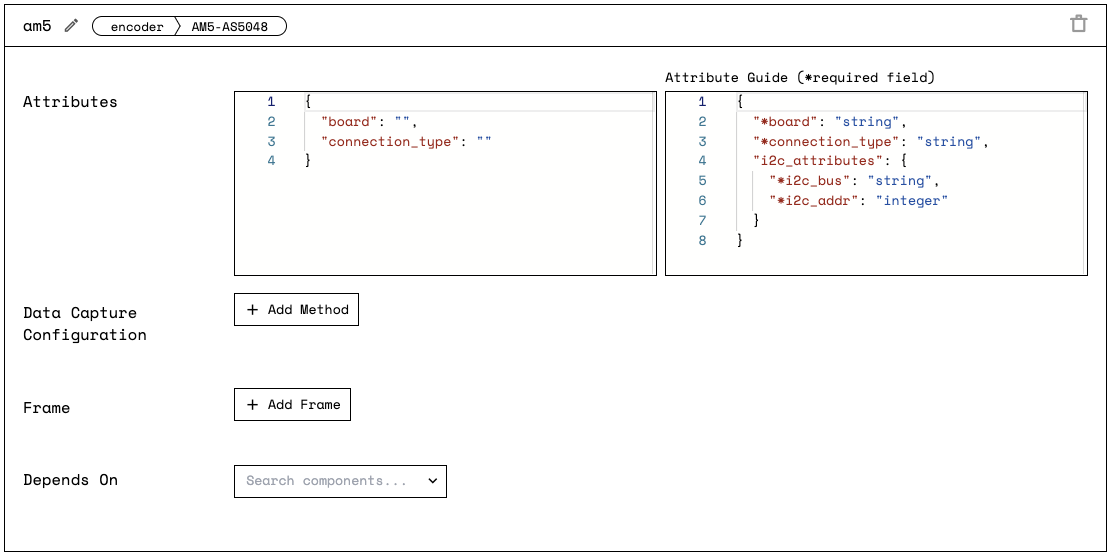 am5 encoder AM5-AS5048
Attribute Guide (*required field)
Attributes
1 {
2 "board": "",
3 "connection_type": ""
4 }
1 {
2 "*board": "string",
3 "*connection_type": "string",
4 "i2c_attributes": {
5 "*i2c_bus": "string",
6 "*i2c_addr": "integer"
7 }
8 }
Data Capture
Configuration
+ Add Method
Frame
+ Add Frame
Depends On
Search components...